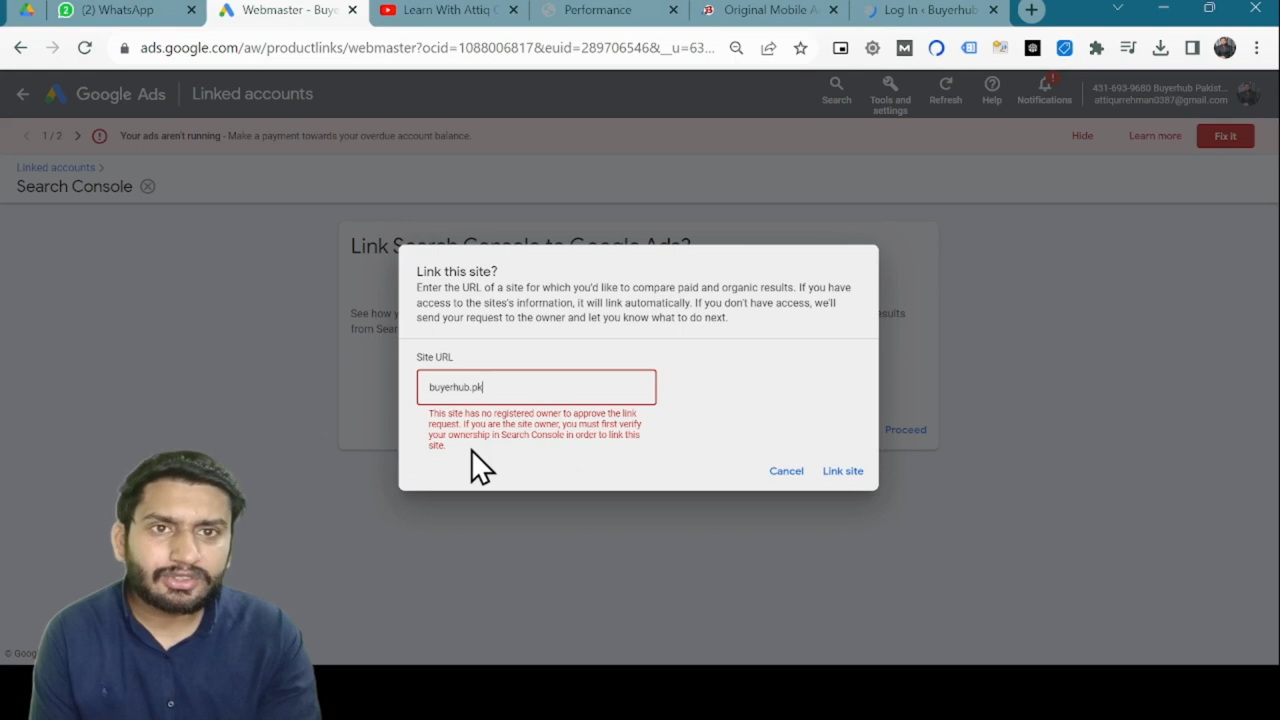 (2) WhatsApp
Webmaster - Buye
Learn With Attiq C
Performance
Original Mobile A
Log In ‹ Buyerhub
ads.google.com/aw/productlinks/webmaster?ocid=1088006817&euid=289706546&__u=63...
Google Ads
Linked accounts
Search
Tools and
settings
Refresh
Help
Notifications
431-693-9680 Buyerhub Pakist...
attiqurrehman0387@gmail.com
1/2
Your ads aren't running - Make a payment towards your overdue account balance.
Hide
Learn more
Fix it
Linked accounts
Search Console
Link Search Console to Google Ads?
Link this site?
Enter the URL of a site for which you'd like to compare paid and organic results. If you have
access to the sites's information, it will link automatically. If you don't have access, we'll
send your request to the owner and let you know what to do next.
See how y
sults
from Sear
Site URL
buyerhub.pk
This site has no registered owner to approve the link
request. If you are the site owner, you must first verify
your ownership in Search Console in order to link this
site.
Proceed
Cancel
Link site
© Goog